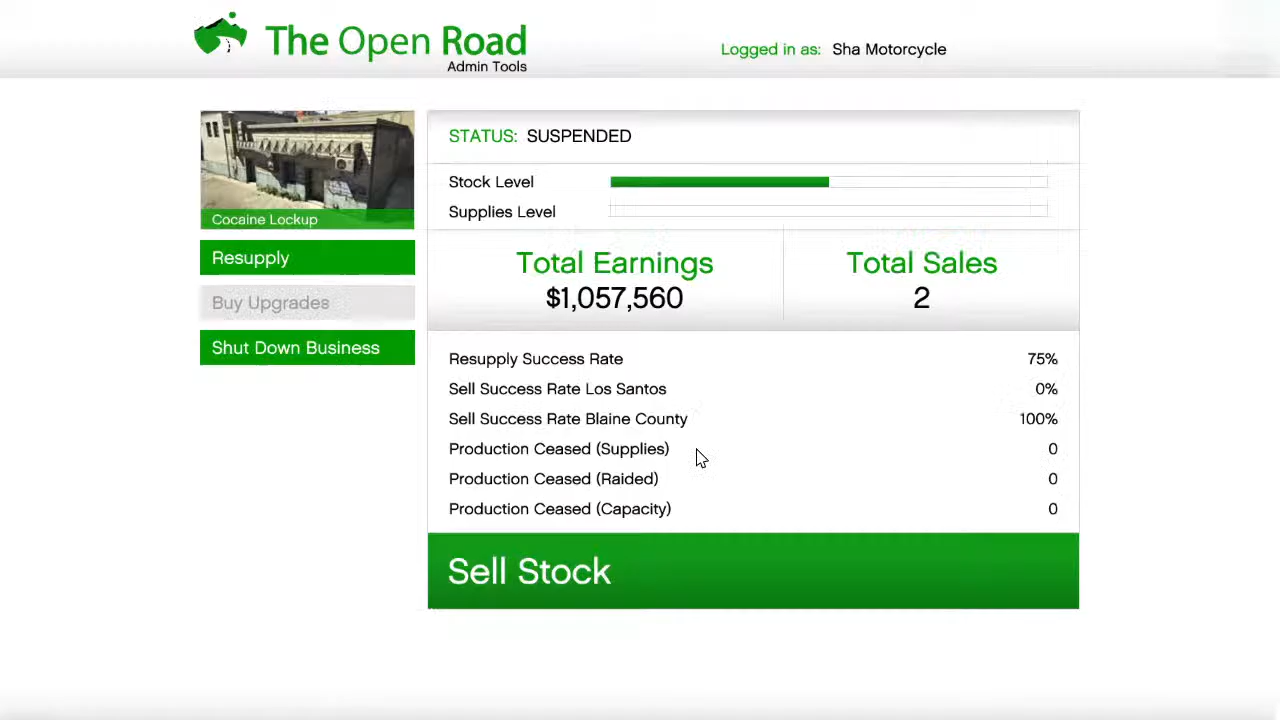 The Open Road
Admin Tools
Logged in as: Sha Motorcycle
Cocaine Lockup
Resupply
Buy Upgrades
Shut Down Business
STATUS: SUSPENDED
Stock Level
Supplies Level
Total Earnings
$1,057,560
Total Sales
2
Resupply Success Rate 75%
Sell Success Rate Los Santos 0%
Sell Success Rate Blaine County 100%
Production Ceased (Supplies) 0
Production Ceased (Raided) 0
Production Ceased (Capacity) 0
Sell Stock